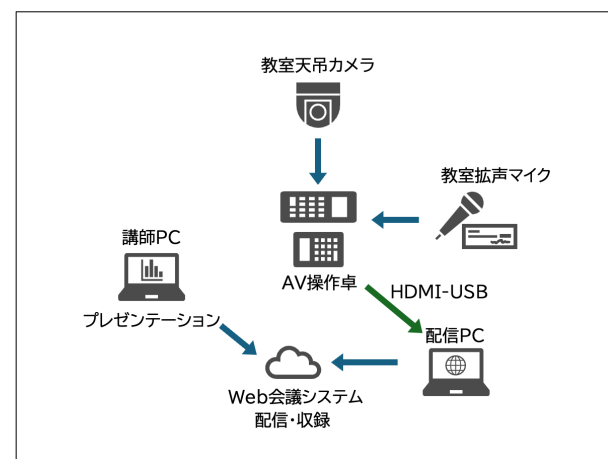 教室天吊カメラ
教室拡声マイク
講師PC
AV操作卓
HDMI-USB
プレゼンテーション
配信PC
Web会議システム
配信・収録